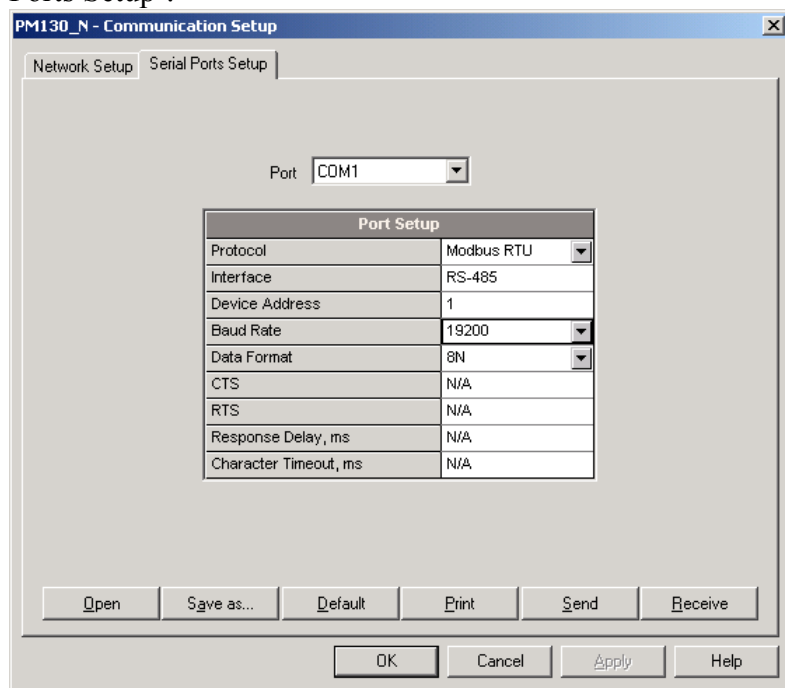 Ports Setup".
PM130_N - Communication Setup
Network Setup Serial Ports Setup
Port COM1
Port Setup
Protocol Modbus RTU
Interface RS-485
Device Address 1
Baud Rate 19200
Data Format 8N
CTS N/A
RTS N/A
Response Delay, ms N/A
Character Timeout, ms N/A
Open Save as... Default Print Send Receive
OK Cancel Apply Help